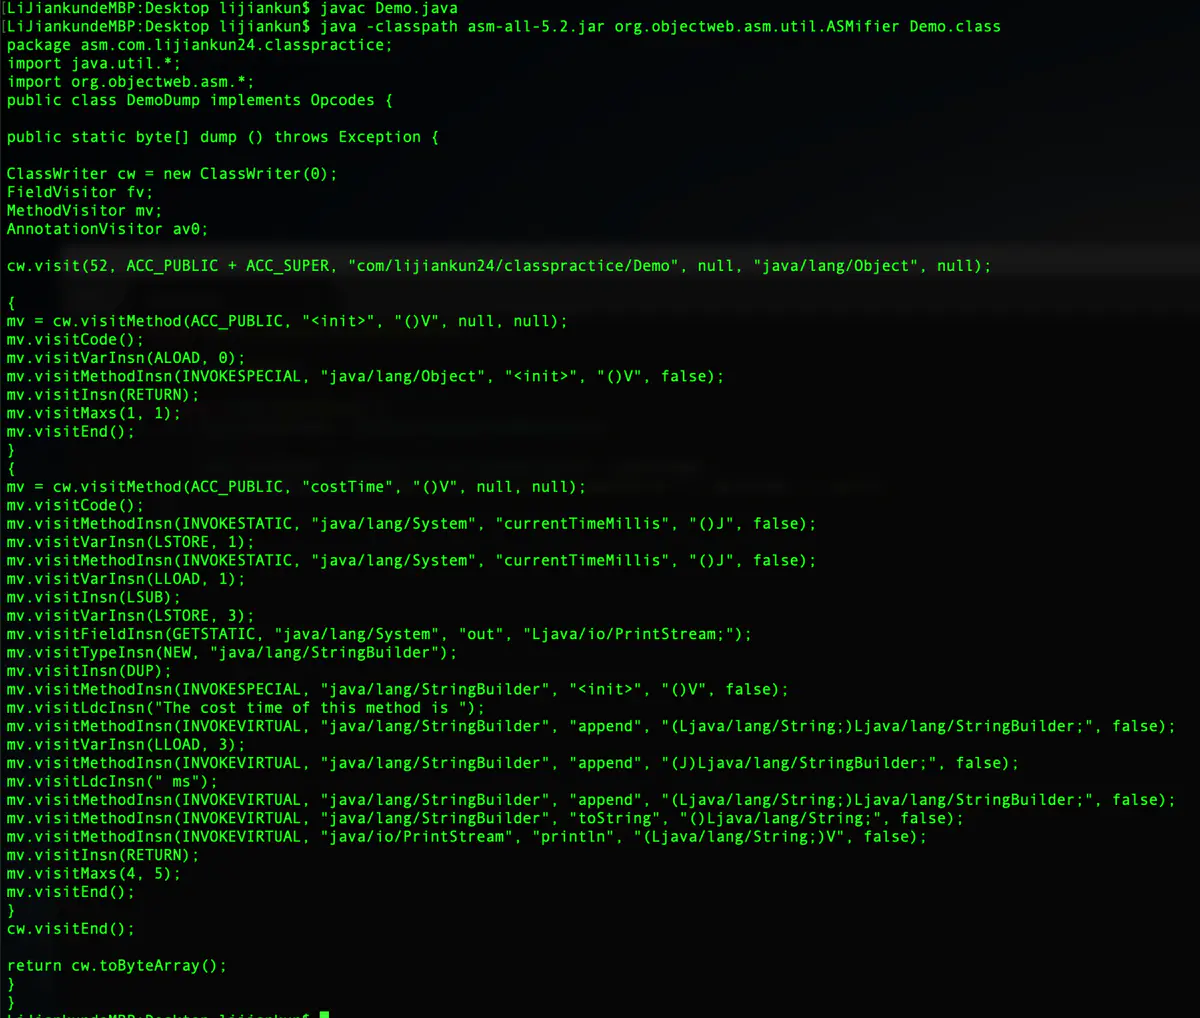 [LiJiankundeMBP:Desktop lijiankun$ javac Demo.java
[LiJiankundeMBP:Desktop lijiankun$ java -classpath asm-all-5.2.jar org.objectweb.asm.util.ASMifier Demo.class
package asm.com.lijiankun24.classpractice;
import java.util.*;
import org.objectweb.asm.*;
public class DemoDump implements Opcodes {
public static byte[] dump () throws Exception {
ClassWriter cw = new ClassWriter(0);
FieldVisitor fv;
MethodVisitor mv;
AnnotationVisitor av0;
cw.visit(52, ACC_PUBLIC + ACC_SUPER, "com/lijiankun24/classpractice/Demo", null, "java/lang/Object", null);
{
mv = cw.visitMethod(ACC_PUBLIC, "<init>", "()V", null, null);
mv.visitCode();
mv.visitVarInsn(ALOAD, 0);
mv.visitMethodInsn(INVOKESPECIAL, "java/lang/Object", "<init>", "()V", false);
mv.visitInsn(RETURN);
mv.visitMaxs(1, 1);
mv.visitEnd();
}
{
mv = cw.visitMethod(ACC_PUBLIC, "costTime", "()V", null, null);
mv.visitCode();
mv.visitMethodInsn(INVOKESTATIC, "java/lang/System", "currentTimeMillis", "()J", false);
mv.visitVarInsn(LSTORE, 1);
mv.visitMethodInsn(INVOKESTATIC, "java/lang/System", "currentTimeMillis", "()J", false);
mv.visitVarInsn(LLOAD, 1);
mv.visitInsn(LSUB);
mv.visitVarInsn(LSTORE, 3);
mv.visitFieldInsn(GETSTATIC, "java/lang/System", "out", "Ljava/io/PrintStream;");
mv.visitTypeInsn(NEW, "java/lang/StringBuilder");
mv.visitInsn(DUP);
mv.visitMethodInsn(INVOKESPECIAL, "java/lang/StringBuilder", "<init>", "()V", false);
mv.visitLdcInsn("The cost time of this method is ");
mv.visitMethodInsn(INVOKEVIRTUAL, "java/lang/StringBuilder", "append", "(Ljava/lang/String;)Ljava/lang/StringBuilder;", false);
mv.visitVarInsn(LLOAD, 3);
mv.visitMethodInsn(INVOKEVIRTUAL, "java/lang/StringBuilder", "append", "(J)Ljava/lang/StringBuilder;", false);
mv.visitLdcInsn(" ms");
mv.visitMethodInsn(INVOKEVIRTUAL, "java/lang/StringBuilder", "append", "(Ljava/lang/String;)Ljava/lang/StringBuilder;", false);
mv.visitMethodInsn(INVOKEVIRTUAL, "java/lang/StringBuilder", "toString", "()Ljava/lang/String;", false);
mv.visitMethodInsn(INVOKEVIRTUAL, "java/io/PrintStream", "println", "(Ljava/lang/String;)V", false);
mv.visitInsn(RETURN);
mv.visitMaxs(4, 5);
mv.visitEnd();
}
cw.visitEnd();
return cw.toByteArray();
}
}
LiJiankundeMBP:Desktop lijiankun$